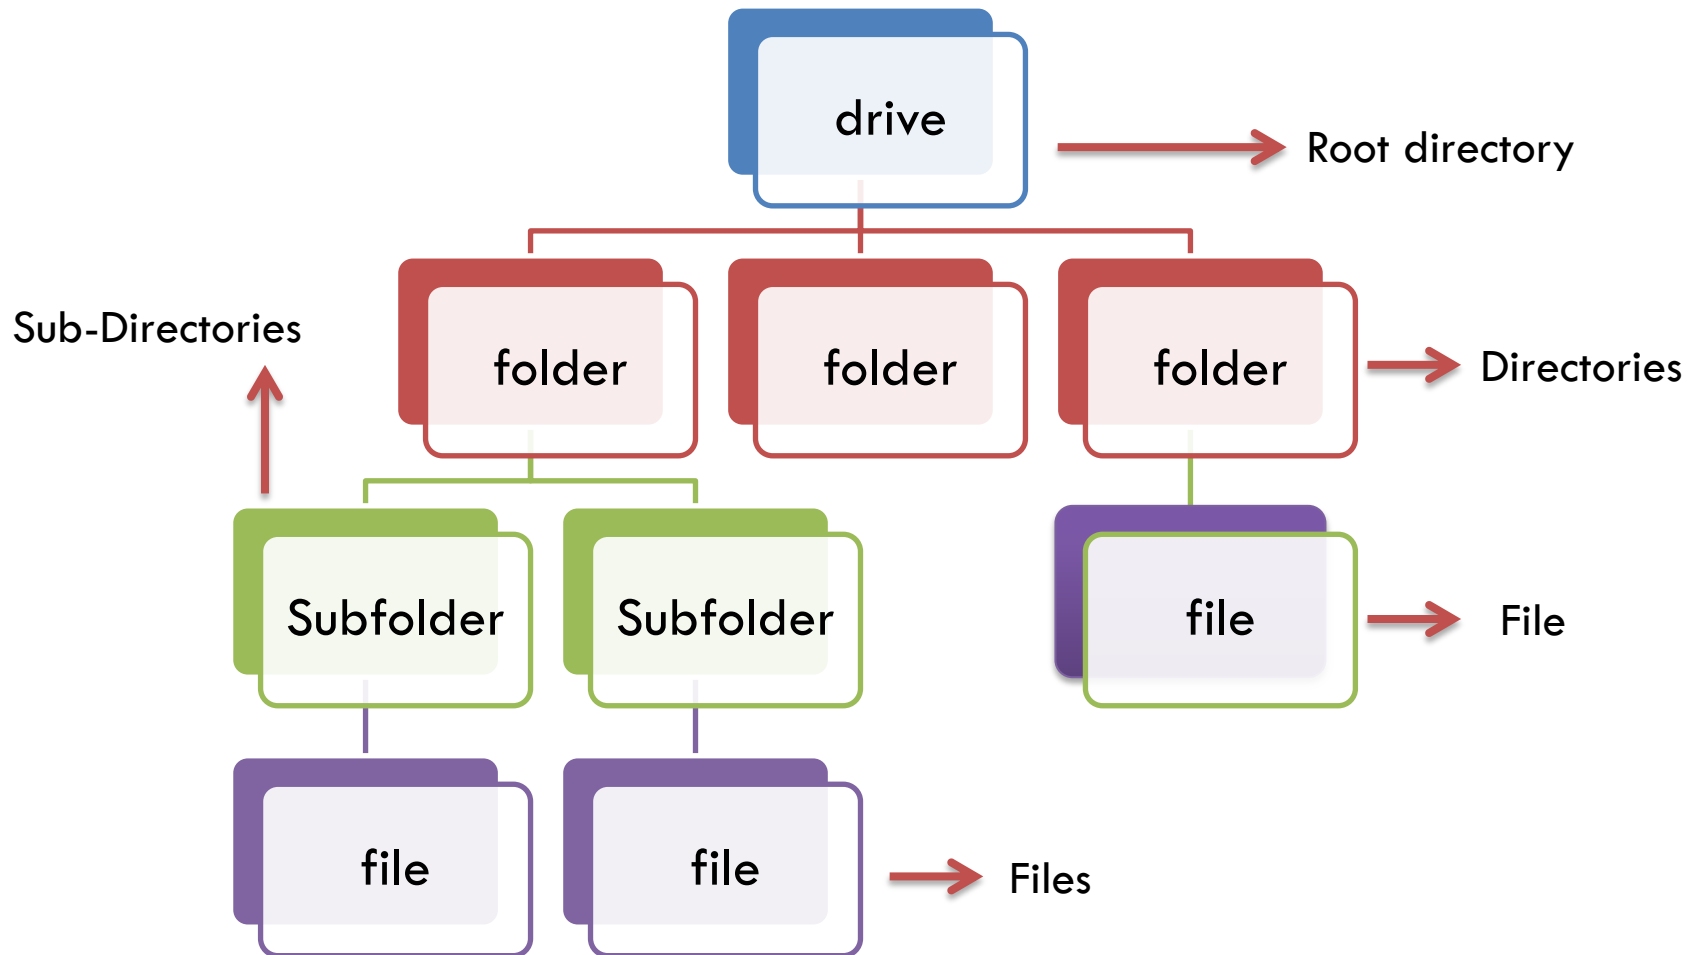 drive
Root directory
Sub-Directories
folder
folder
folder
Directories
Subfolder
Subfolder
file
File
file
file
Files